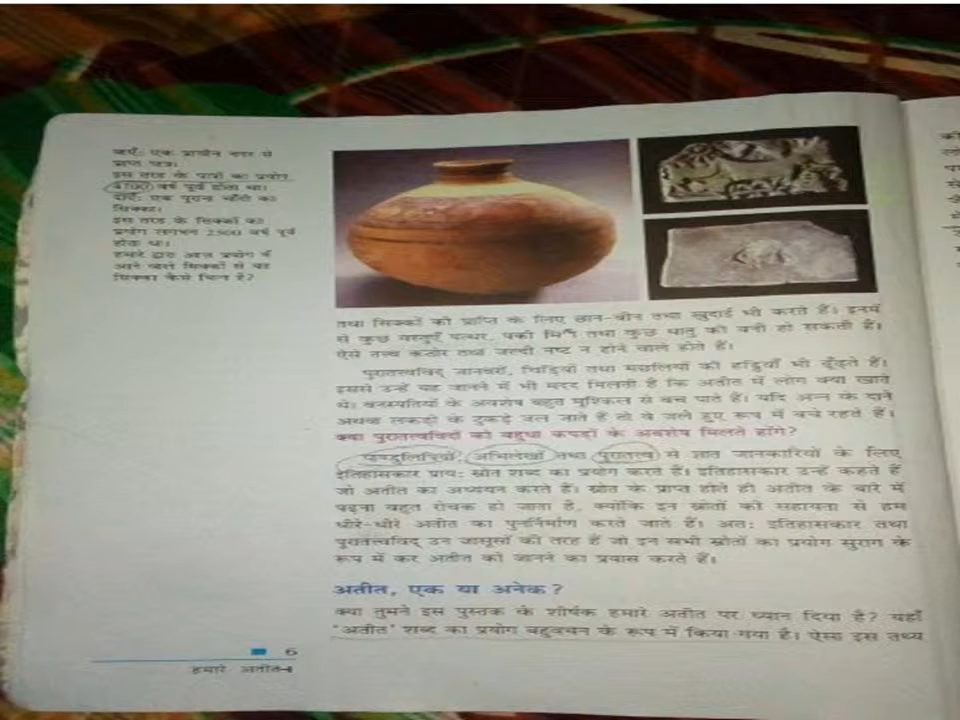 बाएँ: एक प्राचीन नगर से
प्राप्त पात्र।
इस तरह के पात्रों का प्रयोग
4700 वर्ष पूर्व होता था।
दाएँ: एक पुराना चाँदी का
सिक्का।
इस तरह के सिक्कों का
प्रयोग लगभग 2500 वर्ष पूर्व
होता था।
हमारे द्वारा आज प्रयोग में
आने वाले सिक्कों से यह
सिक्का कैसे भिन्न है?
तथा सिक्कों की प्राप्ति के लिए छान-बीन तथा खुदाई भी करते हैं। इनमें
से कुछ वस्तुएँ पत्थर, पकी तथा कुछ धातु की बनी हो सकती हैं।
ऐसे तत्त्व कठोर तथा जल्दी नष्ट न होने वाले होते हैं।
पुरातत्त्वविद् जानवरों, चिड़ियों तथा मछलियों की हड्डियाँ भी ढूँढ़ते हैं।
इससे उन्हें यह जानने में भी मदद मिलती है कि अतीत में लोग क्या खाते
थे। वनस्पतियों के अवशेष बहुत मुश्किल से बच पाते हैं। यदि अन्न के दाने
अथवा लकड़ी के टुकड़े जल जाते हैं तो वे जले हुए रूप में बचे रहते हैं।
क्या पुरातत्त्वविदों को बहुधा कपड़ों के अवशेष मिलते होंगे?
पाण्डुलिपियों, अभिलेखों तथा पुरातत्त्व से ज्ञात जानकारियों के लिए
इतिहासकार प्रायः स्रोत शब्द का प्रयोग करते हैं। इतिहासकार उन्हें कहते हैं
जो अतीत का अध्ययन करते हैं। स्रोत के प्राप्त होते ही अतीत के बारे में
पढ़ना बहुत रोचक हो जाता है, क्योंकि इन स्रोतों की सहायता से हम
धीरे-धीरे अतीत का पुनर्निर्माण करते जाते हैं। अतः इतिहासकार तथा
पुरातत्त्वविद् उन जासूसों की तरह हैं जो इन सभी स्रोतों का प्रयोग सुराग के
रूप में कर अतीत को जानने का प्रयास करते हैं।
अतीत, एक या अनेक?
क्या तुमने इस पुस्तक के शीर्षक हमारे अतीत पर ध्यान दिया है? यहाँ
'अतीत' शब्द का प्रयोग बहुवचन के रूप में किया गया है। ऐसा इस तथ्य
6
हमारे अतीत-I